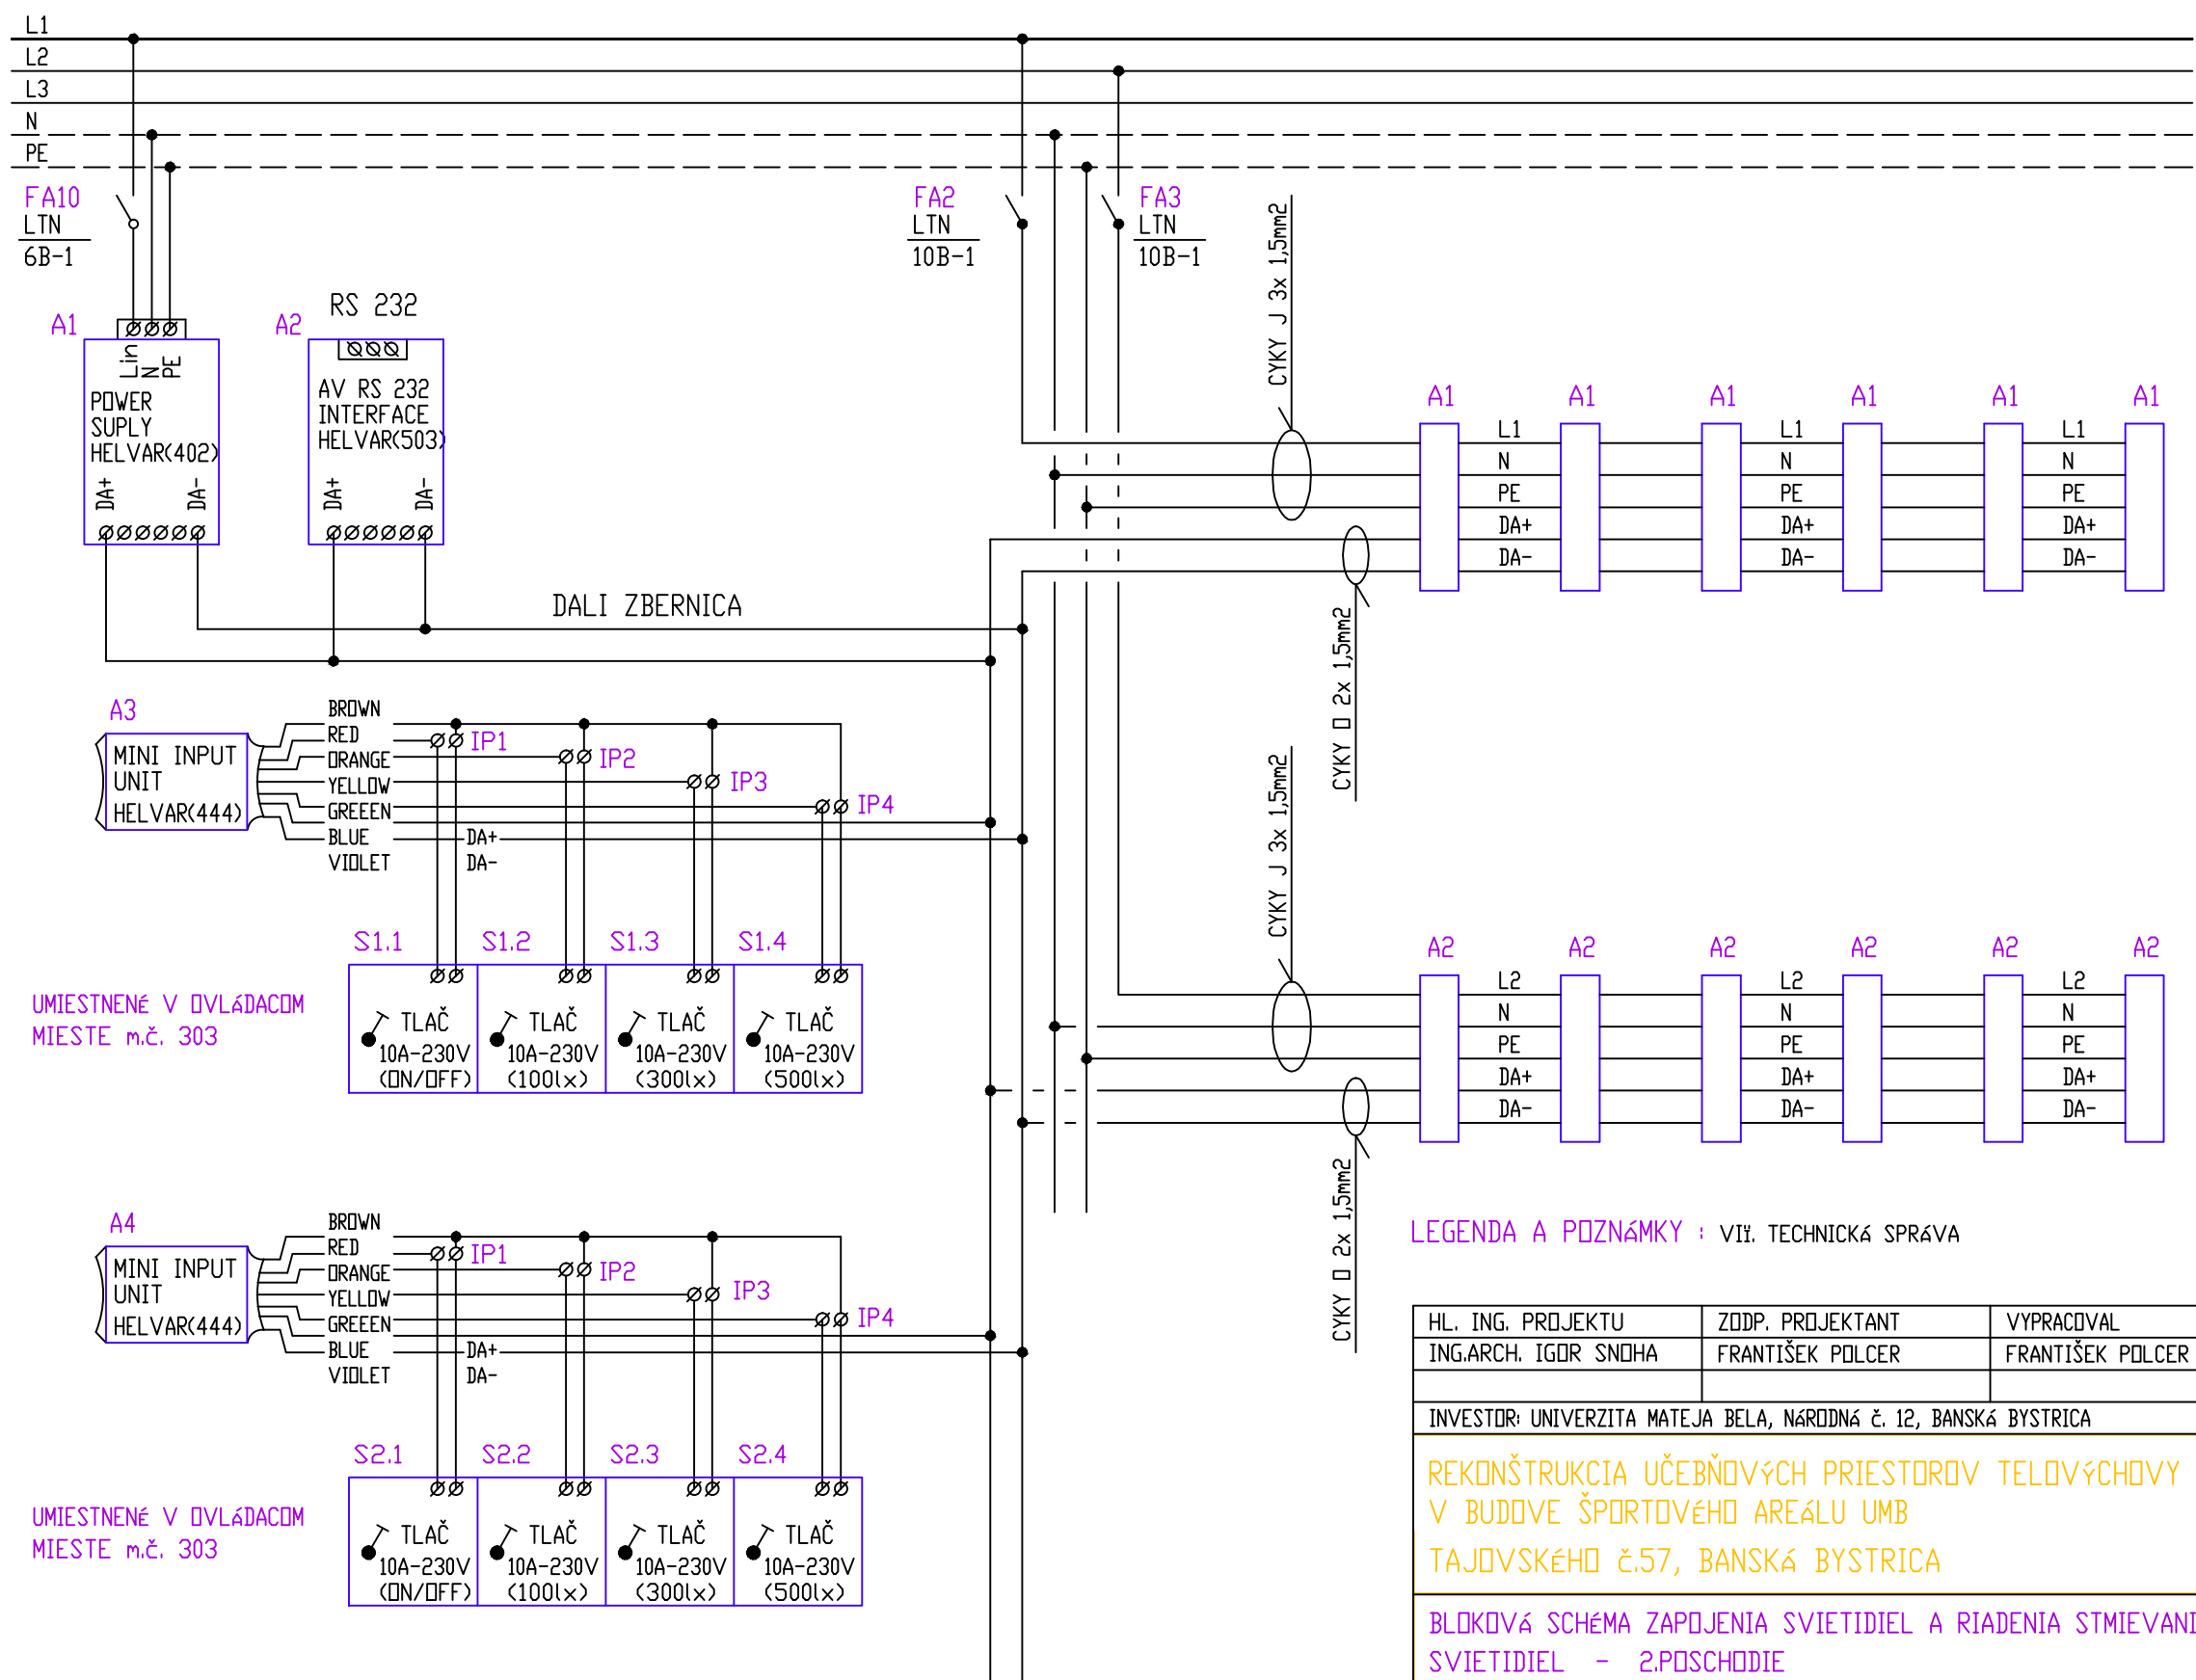 L1
L2
L3
N
PE
FA10
LTN
6B-1
FA2
LTN
10B-1
FA3
LTN
10B-1
CYKY J 3x 1,5mm2
RS 232
A1
A2
Lin
N
PE
POWER
SUPLY
HELVAR(402)
DA+
DA-
AV RS 232
INTERFACE
HELVAR(503)
DA+
DA-
DALI ZBERNICA
A1 A1 A1 A1 A1 A1
L1 L1 L1
N N N
PE PE PE
DA+ DA+ DA+
DA- DA- DA-
CYKY O 2x 1,5mm2
A3
MINI INPUT
UNIT
HELVAR(444)
BROWN
RED
ORANGE
YELLOW
GREEEN
BLUE
VIOLET
DA+
DA-
IP1
IP2
IP3
IP4
CYKY J 3x 1,5mm2
S1.1 S1.2 S1.3 S1.4
UMIESTNENé V OVLáDACOM
MIESTE m.č. 303
TLAČ TLAČ TLAČ TLAČ
10A-230V 10A-230V 10A-230V 10A-230V
(ON/OFF) (100lx) (300lx) (500lx)
A2 A2 A2 A2 A2 A2
L2 L2 L2
N N N
PE PE PE
DA+ DA+ DA+
DA- DA- DA-
CYKY O 2x 1,5mm2
A4
MINI INPUT
UNIT
HELVAR(444)
BROWN
RED
ORANGE
YELLOW
GREEEN
BLUE
VIOLET
DA+
DA-
IP1
IP2
IP3
IP4
S2.1 S2.2 S2.3 S2.4
UMIESTNENé V OVLáDACOM
MIESTE m.č. 303
TLAČ TLAČ TLAČ TLAČ
10A-230V 10A-230V 10A-230V 10A-230V
(ON/OFF) (100lx) (300lx) (500lx)
LEGENDA A POZNáMKY : VIď. TECHNICKá SPRáVA
HL. ING. PROJEKTU ZODP. PROJEKTANT VYPRACOVAL
ING.ARCH. IGOR SNOHA FRANTIŠEK POLCER FRANTIŠEK POLCER
INVESTOR: UNIVERZITA MATEJA BELA, NáRODNá č. 12, BANSKá BYSTRICA
REKONŠTRUKCIA UČEBŇOVýCH PRIESTOROV TELOVýCHOVY
V BUDOVE ŠPORTOVéHO AREáLU UMB
TAJOVSKéHO č.57, BANSKá BYSTRICA
BLOKOVá SCHéMA ZAPOJENIA SVIETIDIEL A RIADENIA STMIEVANI
SVIETIDIEL - 2.POSCHODIE